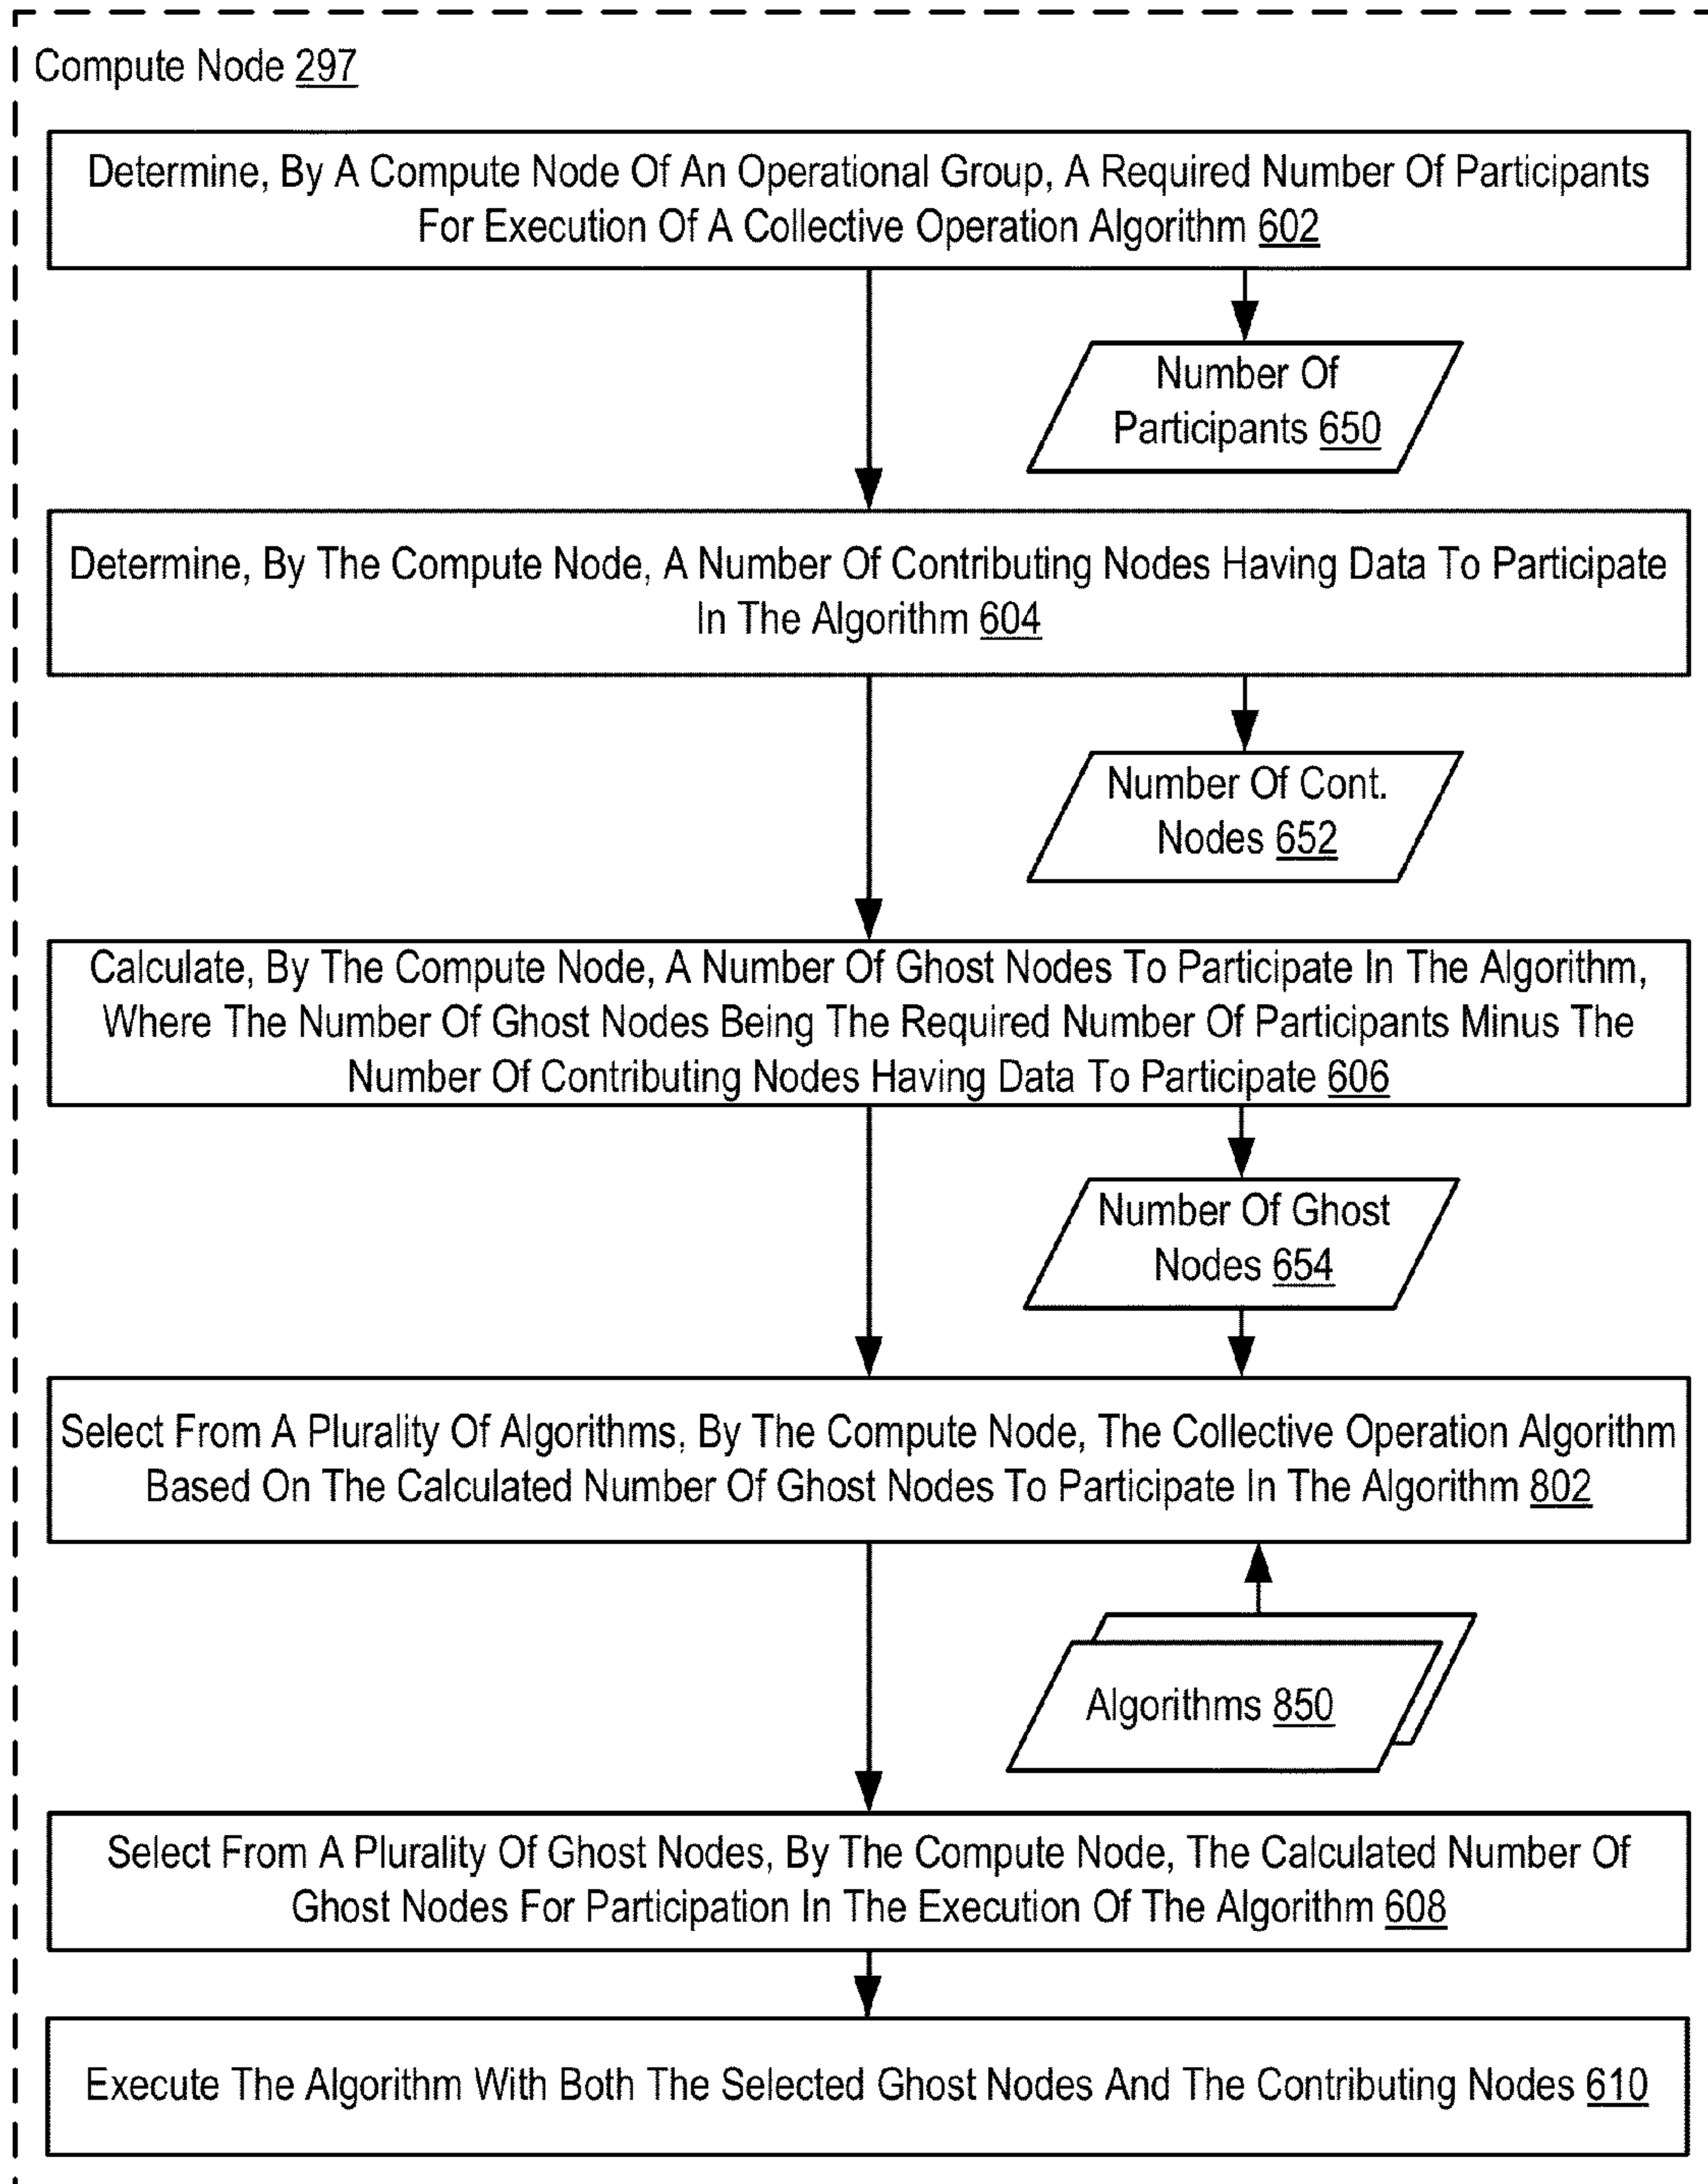 Compute Node 297
Determine, By A Compute Node Of An Operational Group, A Required Number Of Participants
For Execution Of A Collective Operation Algorithm 602
Number Of
Participants 650
Determine, By The Compute Node, A Number Of Contributing Nodes Having Data To Participate
In The Algorithm 604
Number Of Cont.
Nodes 652
Calculate, By The Compute Node, A Number Of Ghost Nodes To Participate In The Algorithm,
Where The Number Of Ghost Nodes Being The Required Number Of Participants Minus The
Number Of Contributing Nodes Having Data To Participate 606
Number Of Ghost
Nodes 654
Select From A Plurality Of Algorithms, By The Compute Node, The Collective Operation Algorithm
Based On The Calculated Number Of Ghost Nodes To Participate In The Algorithm 802
Algorithms 850
Select From A Plurality Of Ghost Nodes, By The Compute Node, The Calculated Number Of
Ghost Nodes For Participation In The Execution Of The Algorithm 608
Execute The Algorithm With Both The Selected Ghost Nodes And The Contributing Nodes 610